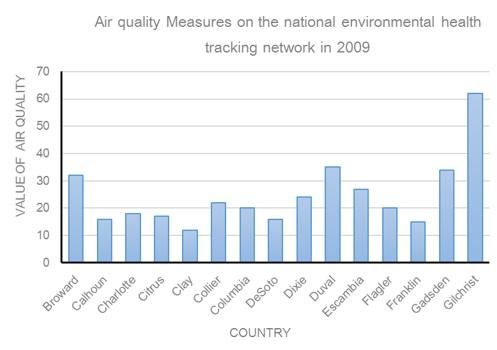 Air quality Measures on the national environmental health
tracking network in 2009
VALUE OF AIR QUALITY
70
60
50
40
30
20
10
0
Broward
Calhoun
Charlotte
Citrus
Clay
Collier
Columbia
DeSoto
Dixie
Duval
Escambia
Flagler
Franklin
Gadsden
Gilchrist
COUNTRY